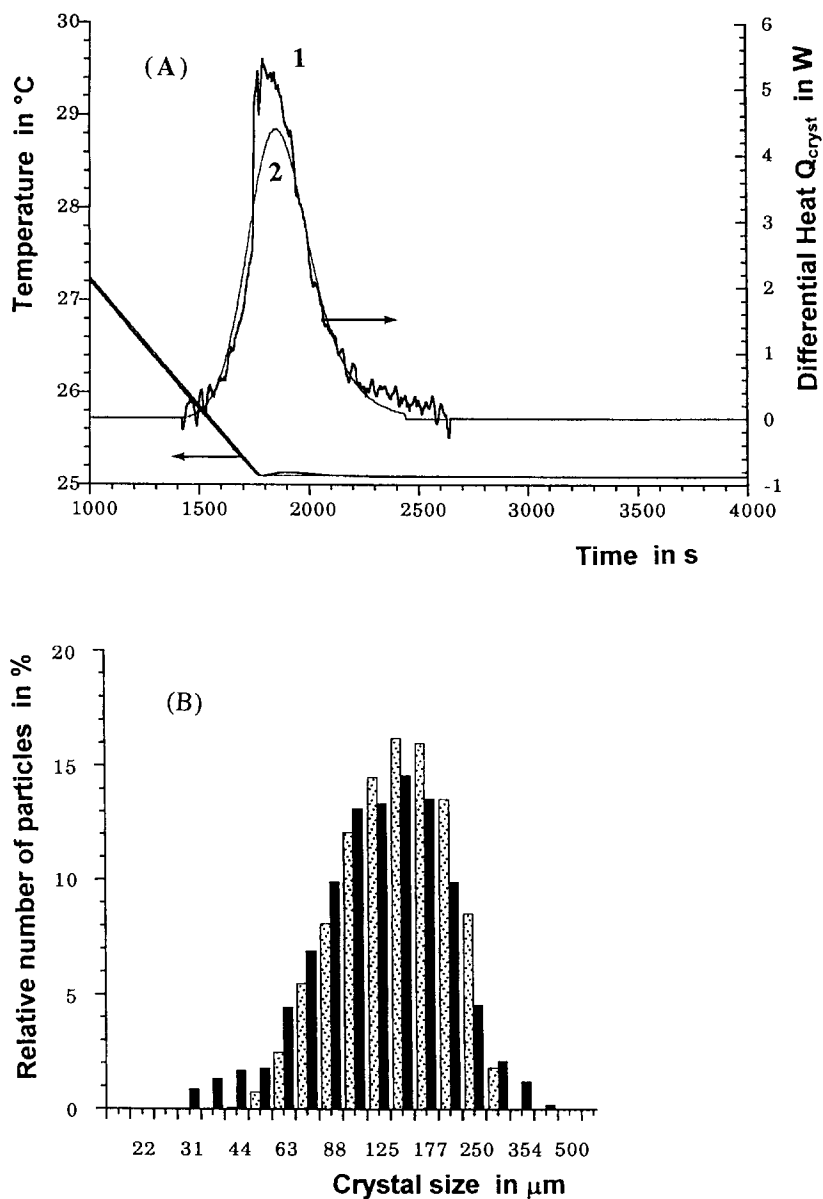 (A)
1
2
Temperature in °C
30
29
28
27
26
25
6
5
4
3
2
1
0
-1
Differential Heat Qcryst in W
1000 1500 2000 2500 3000 3500 4000
Time in s
(B)
Relative number of particles in %
20
15
10
5
0
22 31 44 63 88 125 177 250 354 500
Crystal size in μm